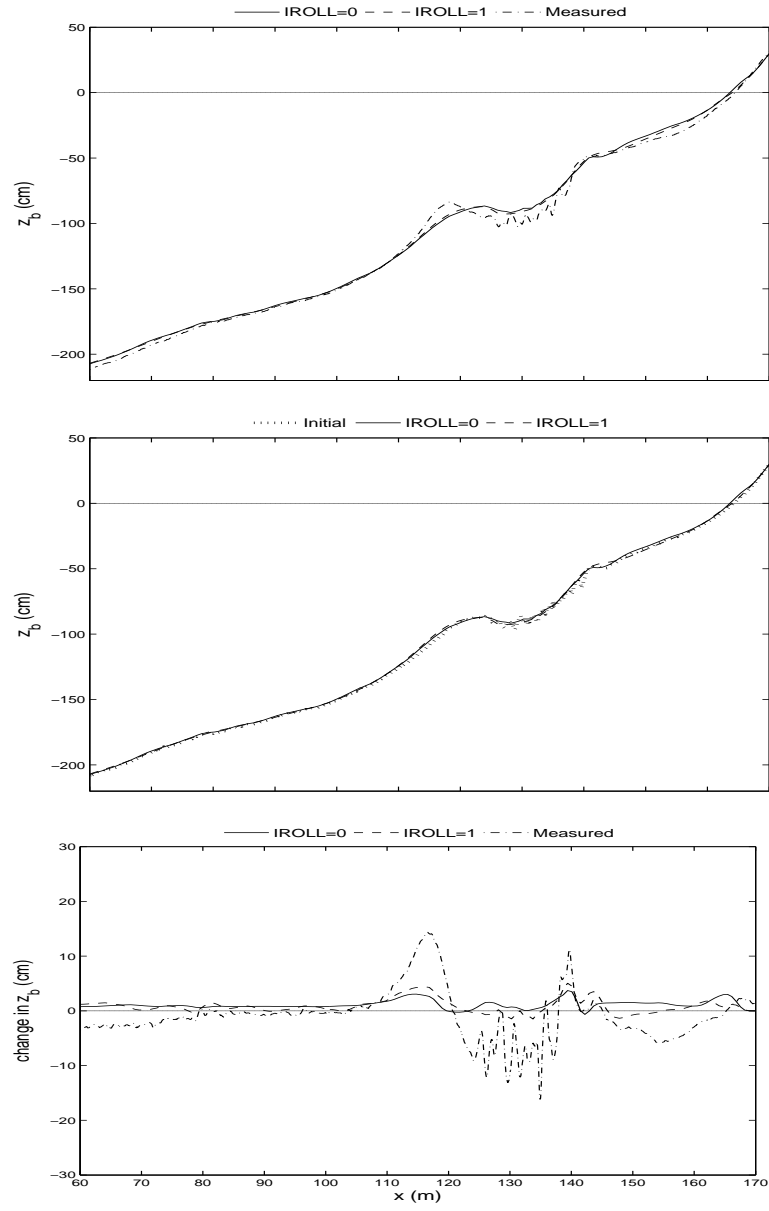 IROLL=0 IROLL=1 Measured
50
0
−50
−100
−150
−200
z_b (cm)
Initial IROLL=0 IROLL=1
50
0
−50
−100
−150
−200
z_b (cm)
IROLL=0 IROLL=1 Measured
30
20
10
0
−10
−20
−30
change in z_b (cm)
60 70 80 90 100 110 120 130 140 150 160 170
x (m)